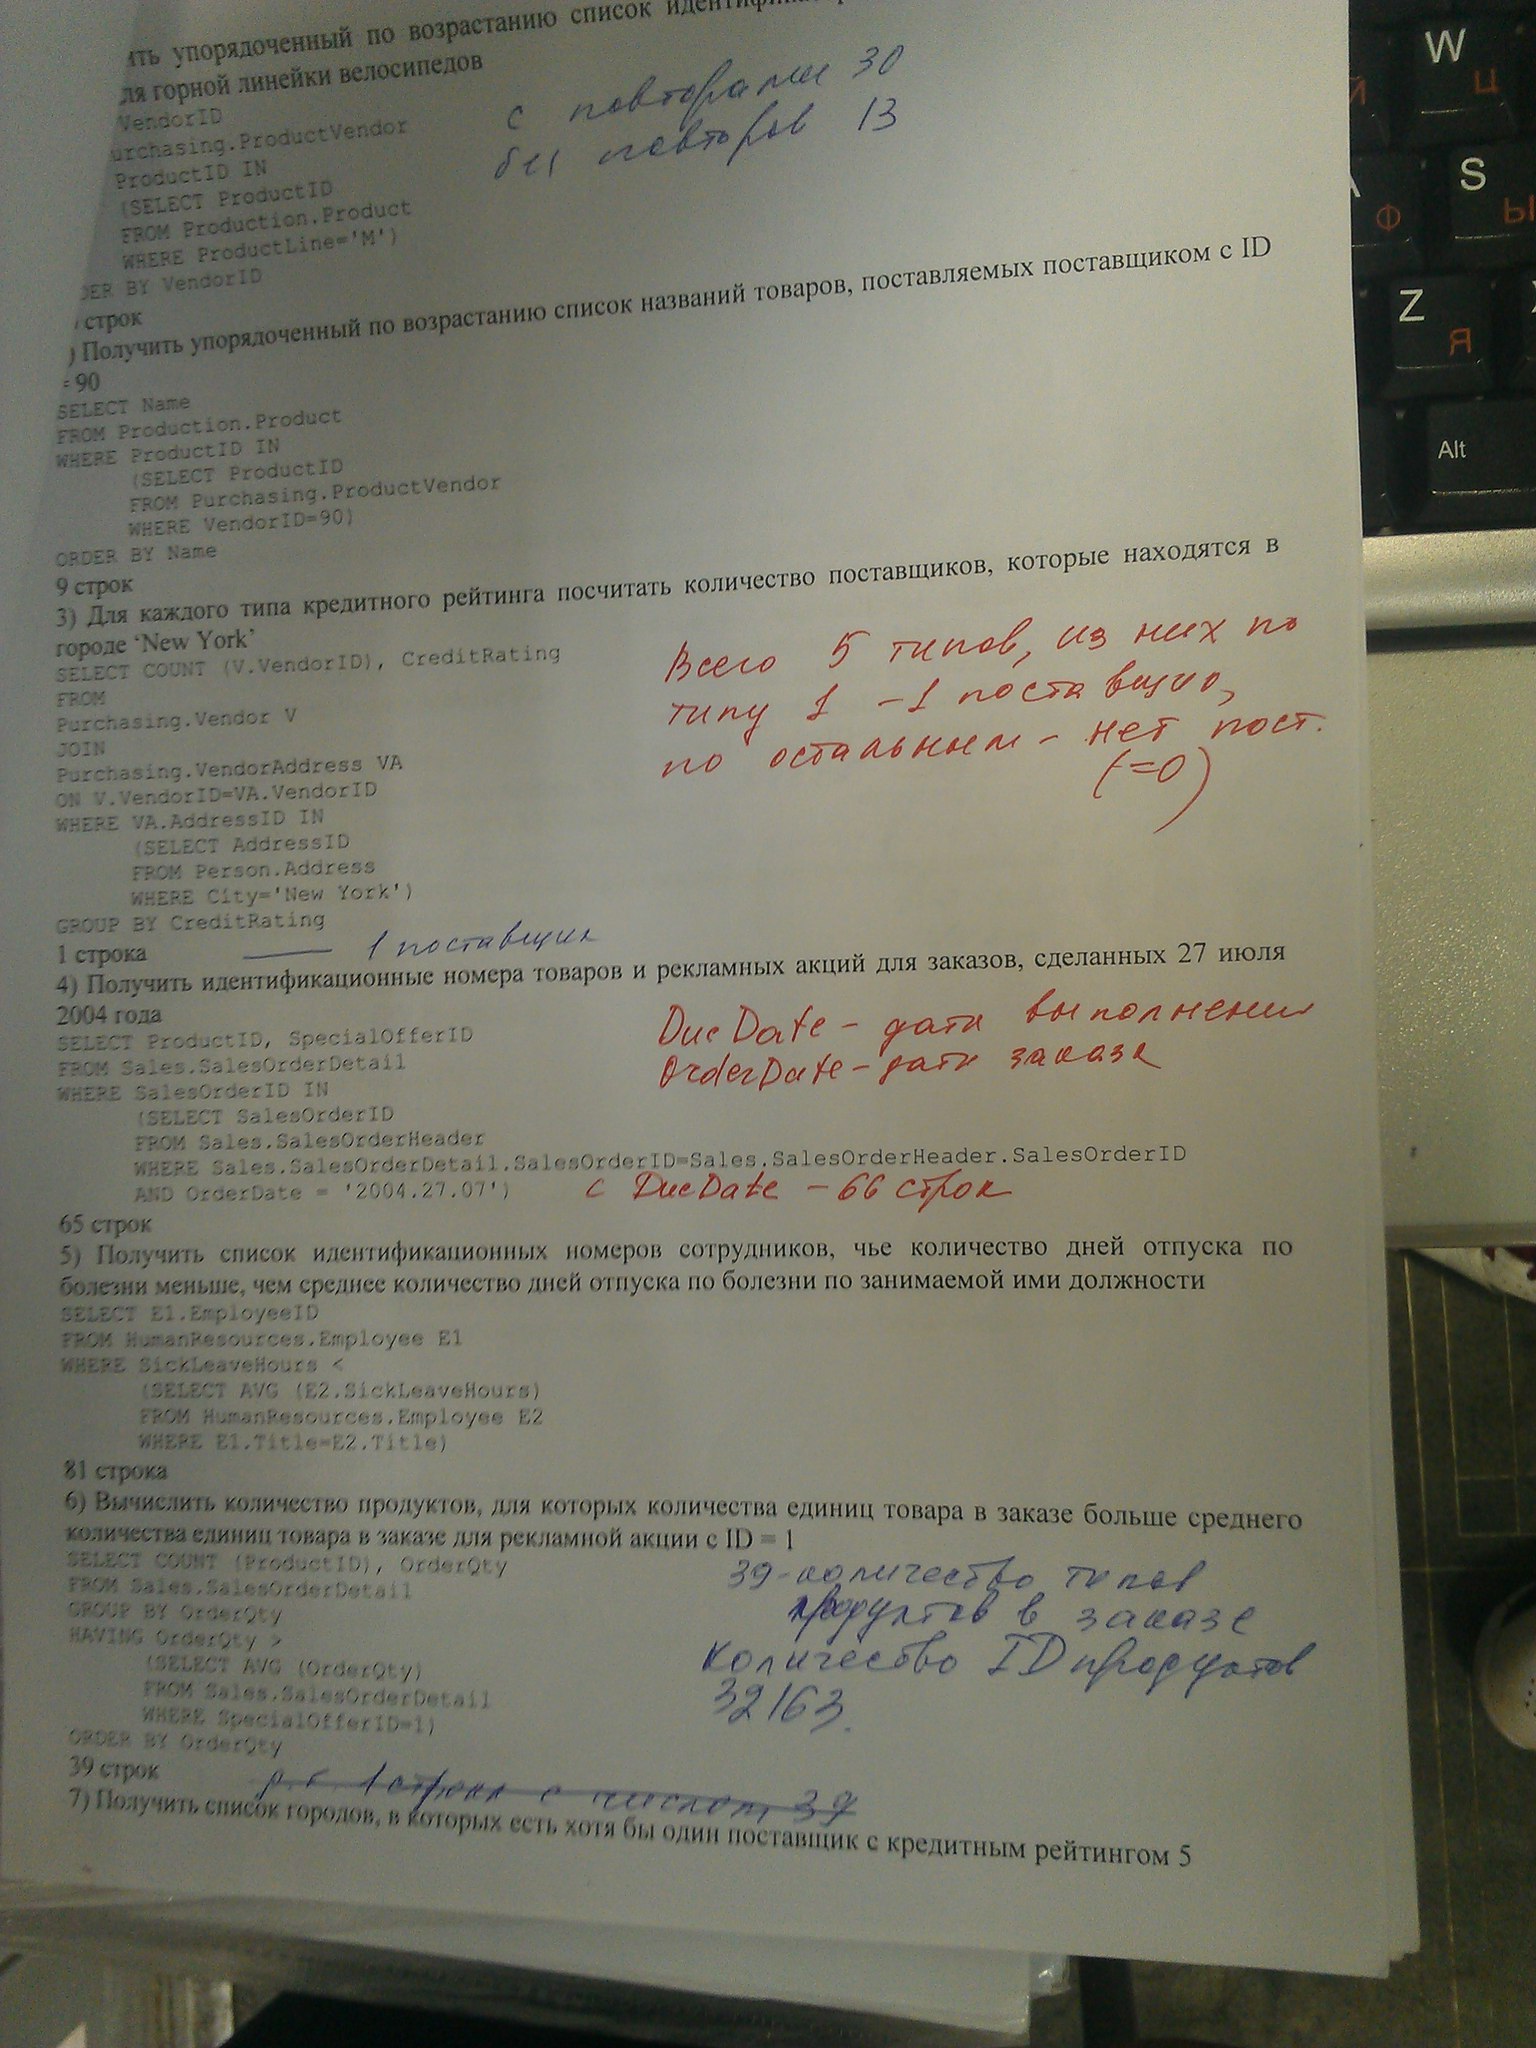 упорядоченный по возрастанию список
горной линейки велосипедов
VendorID
с повторами 30
urchasing.ProductVendor
без повторов 13
ProductID IN
(SELECT ProductID
FROM Production.Product
WHERE ProductLine='M')
DER BY VendorID
строк
) Получить упорядоченный по возрастанию список названий товаров, поставляемых поставщиком с ID
= 90
SELECT Name
FROM Production.Product
WHERE ProductID IN
(SELECT ProductID
FROM Purchasing.ProductVendor
WHERE VendorID=90)
ORDER BY Name
9 строк
3) Для каждого типа кредитного рейтинга посчитать количество поставщиков, которые находятся в
городе ‘New York’
SELECT COUNT (V.VendorID), CreditRating
FROM
Purchasing.Vendor V
JOIN
Purchasing.VendorAddress VA
ON V.VendorID=VA.VendorID
WHERE VA.AddressID IN
(SELECT AddressID
FROM Person.Address
WHERE City='New York')
GROUP BY CreditRating
Всего 5 типов, из них по
типу 1 – 1 поставщик,
по остальным – нет пост.
(=0)
1 строка — 1 поставщик
4) Получить идентификационные номера товаров и рекламных акций для заказов, сделанных 27 июля
2004 года
SELECT ProductID, SpecialOfferID
FROM Sales.SalesOrderDetail
WHERE SalesOrderID IN
DueDate – дата выполнения
OrderDate – дата заказа
(SELECT SalesOrderID
FROM Sales.SalesOrderHeader
WHERE Sales.SalesOrderDetail.SalesOrderID=Sales.SalesOrderHeader.SalesOrderID
AND OrderDate = '2004.27.07') с DueDate – 66 строк
65 строк
5) Получить список идентификационных номеров сотрудников, чье количество дней отпуска по
болезни меньше, чем среднее количество дней отпуска по болезни по занимаемой ими должности
SELECT E1.EmployeeID
FROM HumanResources.Employee E1
WHERE SickLeaveHours <
(SELECT AVG (E2.SickLeaveHours)
FROM HumanResources.Employee E2
WHERE E1.Title=E2.Title)
81 строка
6) Вычислить количество продуктов, для которых количества единиц товара в заказе больше среднего
количества единиц товара в заказе для рекламной акции с ID = 1
SELECT COUNT (ProductID), OrderQty
FROM Sales.SalesOrderDetail
GROUP BY OrderQty
HAVING OrderQty >
(SELECT AVG (OrderQty)
FROM Sales.SalesOrderDetail
WHERE SpecialOfferID=1)
ORDER BY OrderQty
39 - количество типов
продуктов в заказе
Количество ID продуктов
32163.
39 строк
1 строка с числом 39
7) Получить список городов, в которых есть хотя бы один поставщик с кредитным рейтингом 5
W
Ц
Й
S
Ы
Ф
Z
Я
Alt